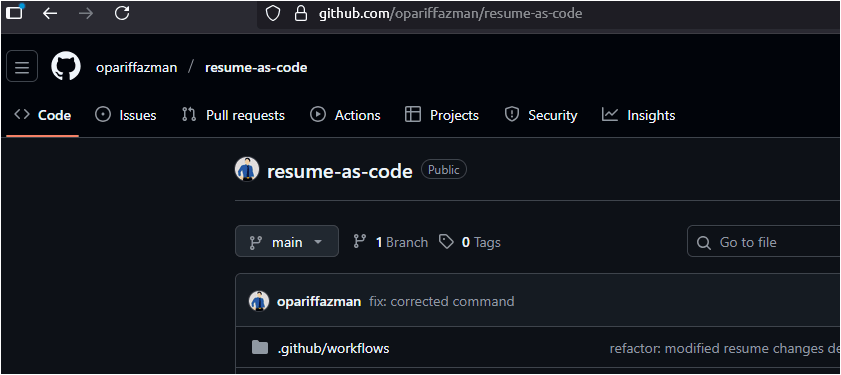 github.com/opariffazman/resume-as-code
opariffazman / resume-as-code
Code Issues Pull requests Actions Projects Security Insights
resume-as-code Public
main 1 Branch 0 Tags Go to file
opariffazman fix: corrected command
.github/workflows refactor: modified resume changes de